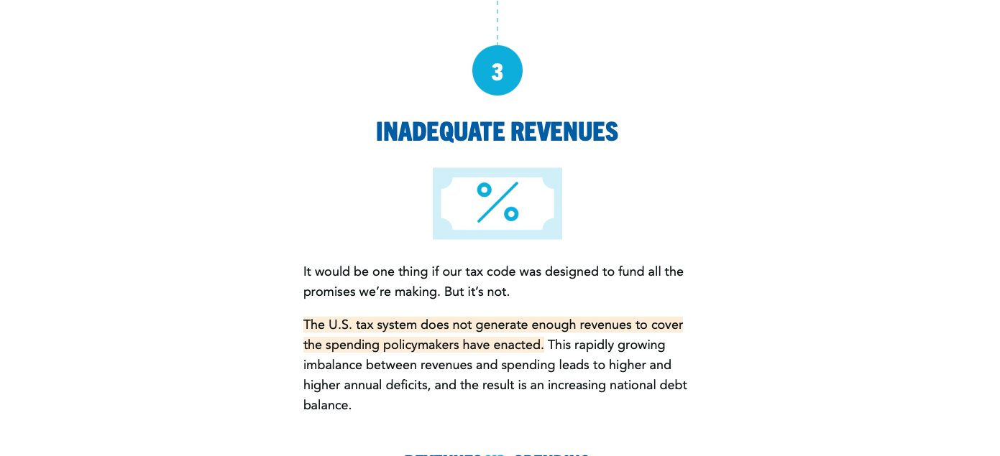 3
INADEQUATE REVENUES
%
It would be one thing if our tax code was designed to fund all the
promises we’re making. But it’s not.
The U.S. tax system does not generate enough revenues to cover
the spending policymakers have enacted. This rapidly growing
imbalance between revenues and spending leads to higher and
higher annual deficits, and the result is an increasing national debt
balance.
REVENUES VS. SPENDING